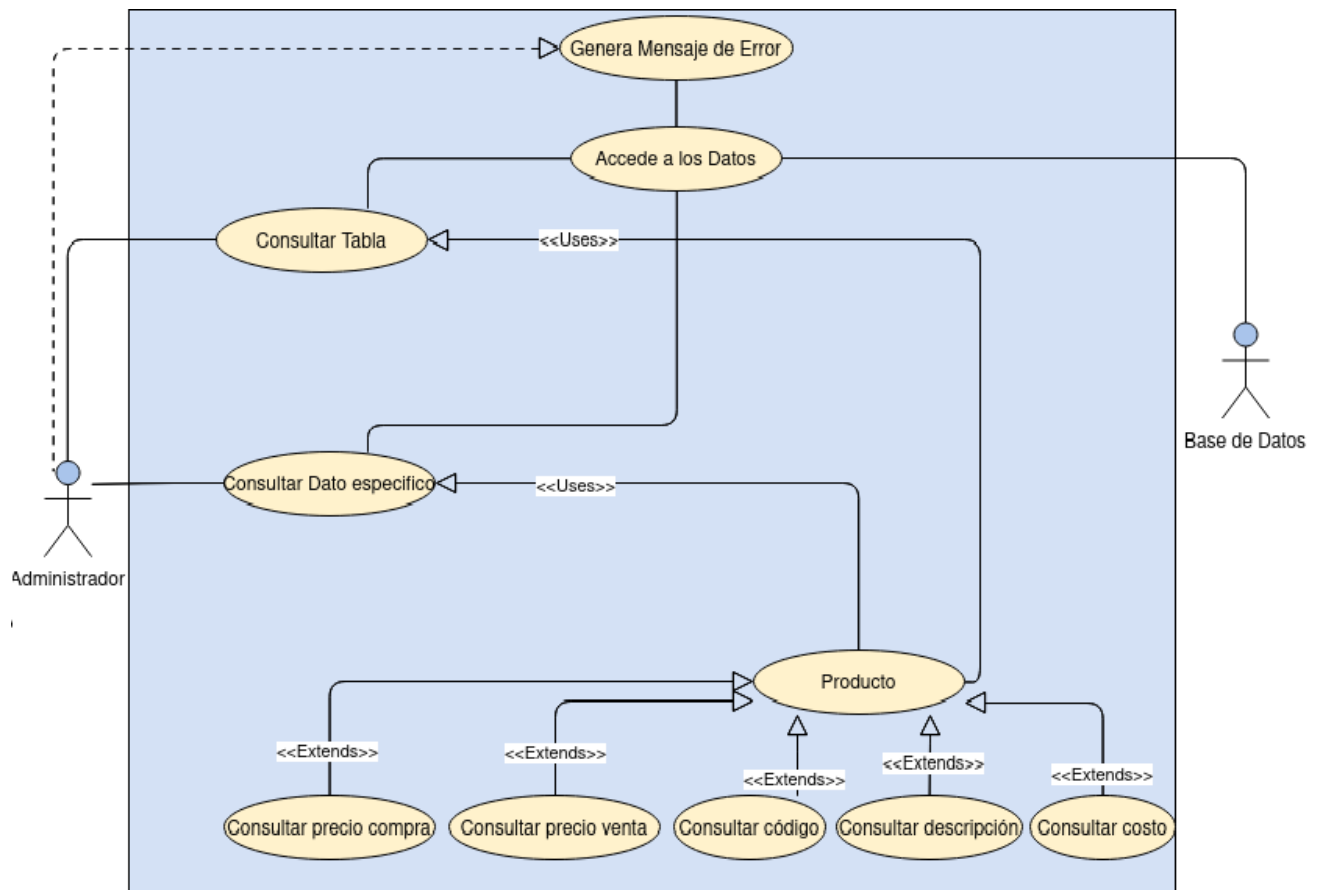 Genera Mensaje de Error
Accede a los Datos
Consultar Tabla
<<Uses>>
Base de Datos
Consultar Dato especifico
<<Uses>>
Administrador
Producto
<<Extends>>
<<Extends>>
<<Extends>>
<<Extends>>
<<Extends>>
Consultar precio compra
Consultar precio venta
Consultar código
Consultar descripción
Consultar costo